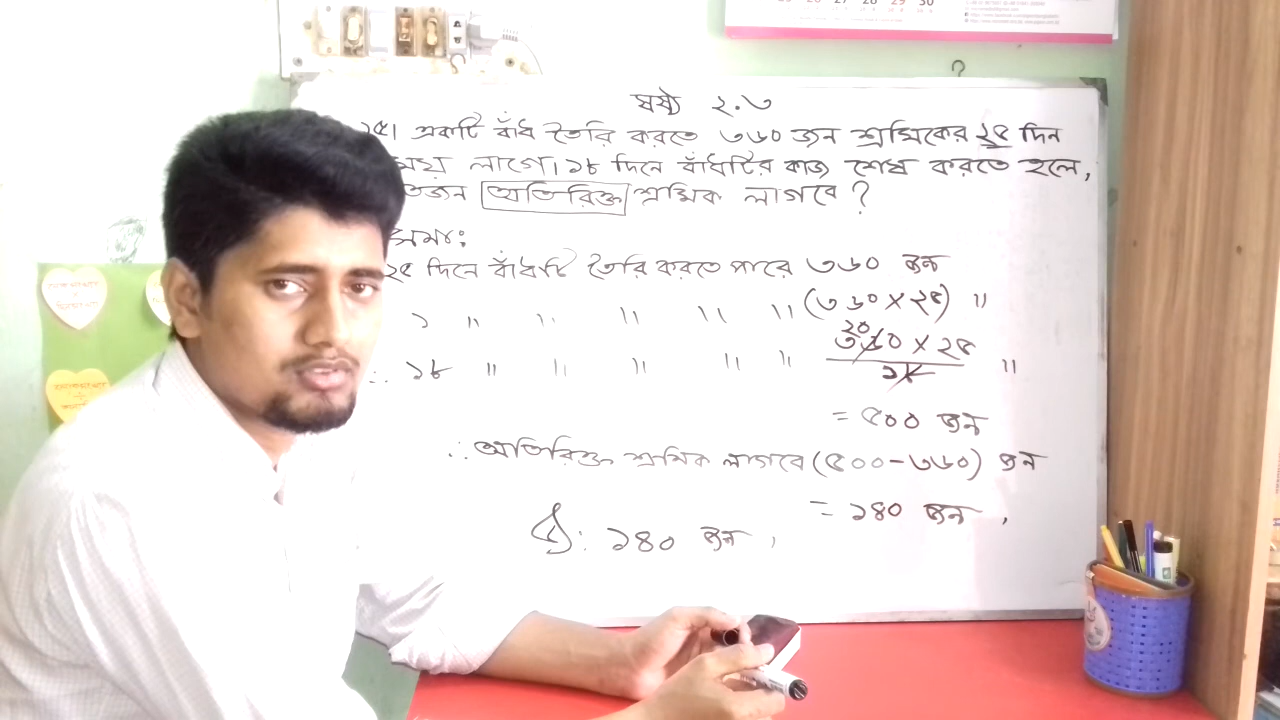 ষষ্ঠ ২.৩
১৫। একটি বাঁধ তৈরি করতে ৩৬০ জন শ্রমিকের ২৫ দিন
সময় লাগে। ১৮ দিনে বাঁধটির কাজ শেষ করতে হলে,
কতজন অতিরিক্ত শ্রমিক লাগবে?
২৫ দিনে বাঁধটি তৈরি করতে পারে ৩৬০ জন
১ " " " " " (৩৬০ × ২৫) "
২০
∴ ১৮ " " " " " ৩৬০ × ২৫ "
১৮
= ৫০০ জন
∴ অতিরিক্ত শ্রমিক লাগবে (৫০০-৩৬০) জন
= ১৪০ জন,
উ: ১৪০ জন,